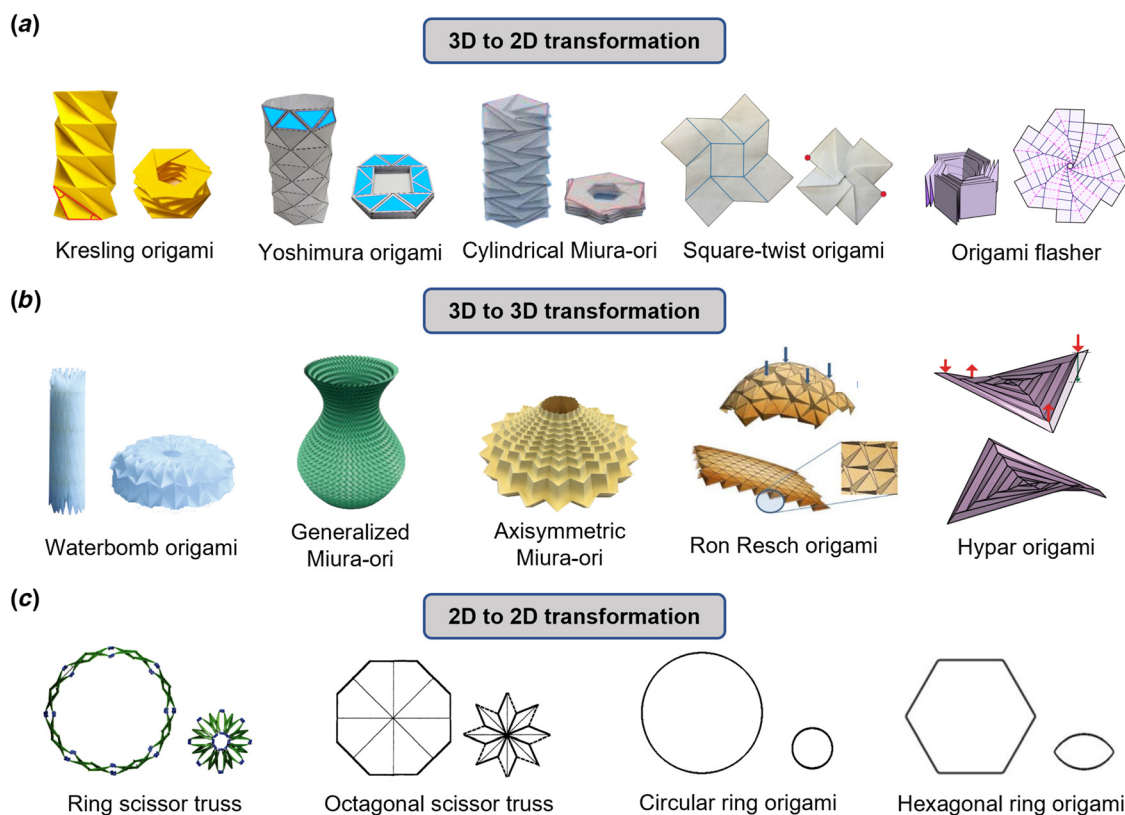 (a)
3D to 2D transformation
Kresling origami
Yoshimura origami
Cylindrical Miura-ori
Square-twist origami
Origami flasher
(b)
3D to 3D transformation
Waterbomb origami
Generalized
Miura-ori
Axisymmetric
Miura-ori
Ron Resch origami
Hypar origami
(c)
2D to 2D transformation
Ring scissor truss
Octagonal scissor truss
Circular ring origami
Hexagonal ring origami